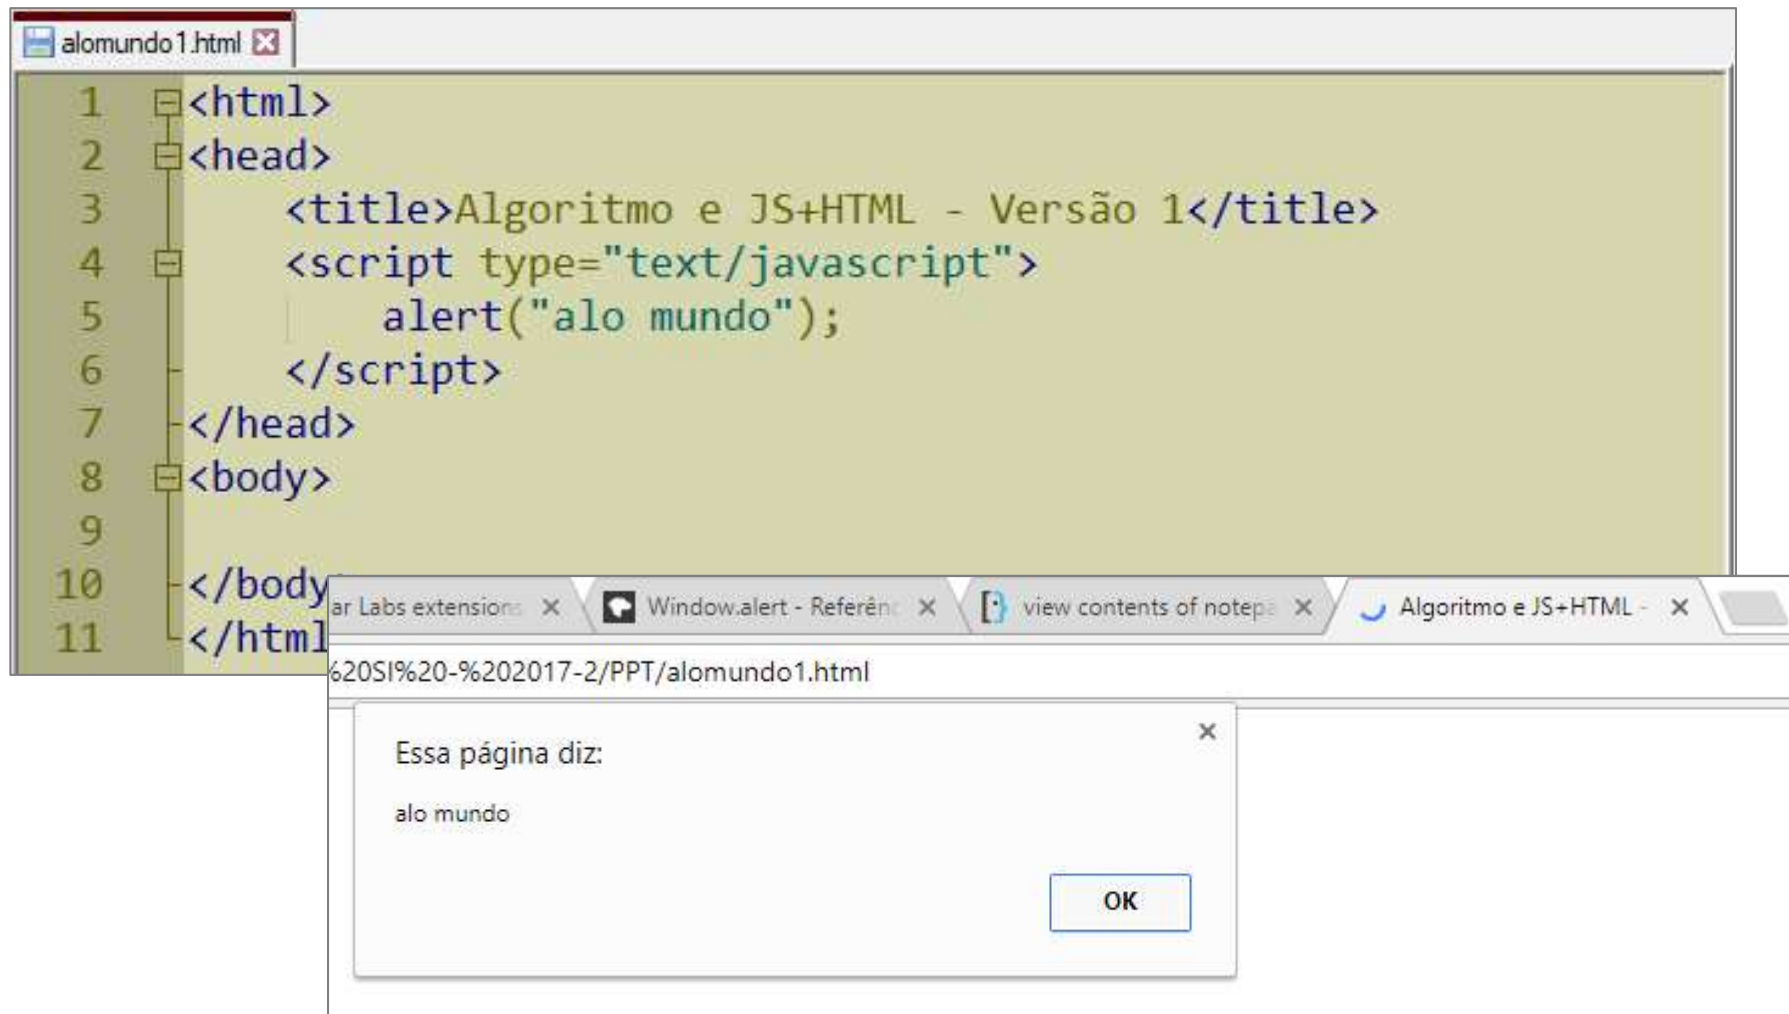 alomundo1.html
1 <html>
2 <head>
3 <title>Algoritmo e JS+HTML - Versão 1</title>
4 <script type="text/javascript">
5 alert("alo mundo");
6 </script>
7 </head>
8 <body>
9
10 </body
11 </html
ar Labs extensions Window.alert - Referênc view contents of notepa Algoritmo e JS+HTML -
%20SI%20-%202017-2/PPT/alomundo1.html
Essa página diz:
alo mundo
OK